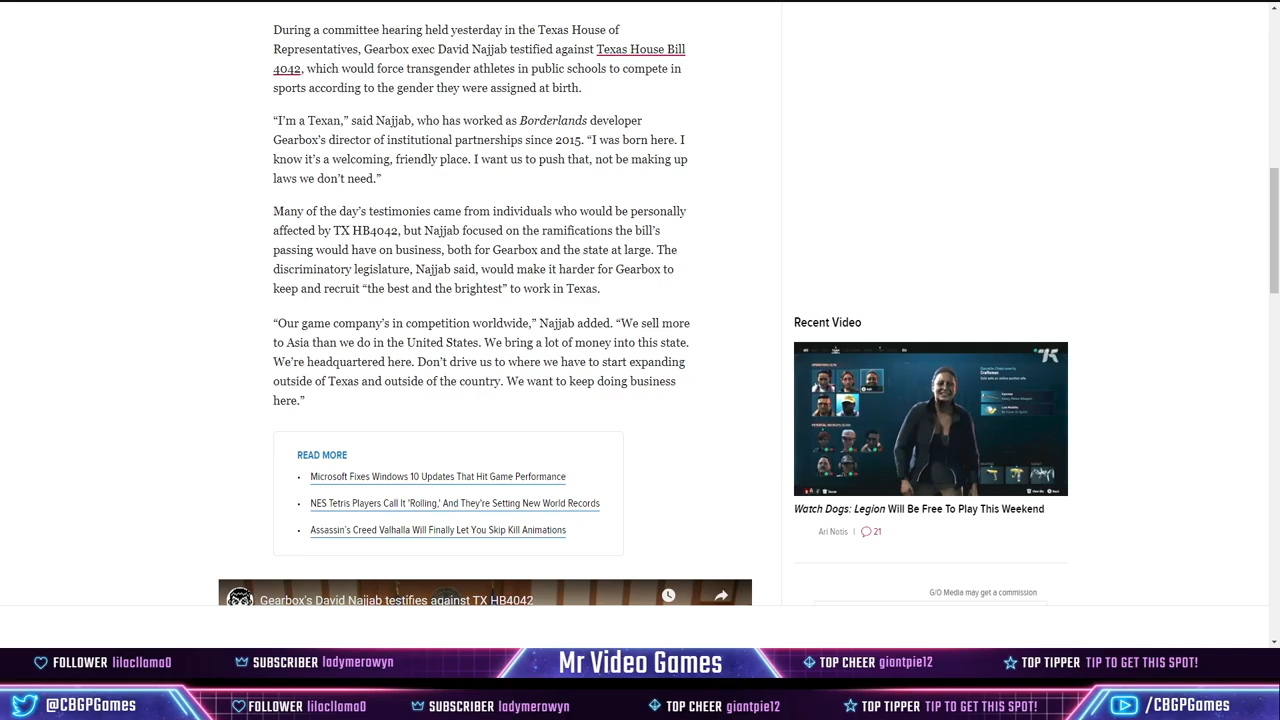 During a committee hearing held yesterday in the Texas House of
Representatives, Gearbox exec David Najjab testified against Texas House Bill
4042, which would force transgender athletes in public schools to compete in
sports according to the gender they were assigned at birth.
“I’m a Texan,” said Najjab, who has worked as Borderlands developer
Gearbox’s director of institutional partnerships since 2015. “I was born here. I
know it’s a welcoming, friendly place. I want us to push that, not be making up
laws we don’t need.”
Many of the day’s testimonies came from individuals who would be personally
affected by TX HB4042, but Najjab focused on the ramifications the bill’s
passing would have on business, both for Gearbox and the state at large. The
discriminatory legislature, Najjab said, would make it harder for Gearbox to
keep and recruit “the best and the brightest” to work in Texas.
“Our game company’s in competition worldwide,” Najjab added. “We sell more
to Asia than we do in the United States. We bring a lot of money into this state.
We’re headquartered here. Don’t drive us to where we have to start expanding
outside of Texas and outside of the country. We want to keep doing business
here.”
READ MORE
Microsoft Fixes Windows 10 Updates That Hit Game Performance
NES Tetris Players Call It 'Rolling,' And They're Setting New World Records
Assassin's Creed Valhalla Will Finally Let You Skip Kill Animations
Gearbox's David Najjab testifies against TX HB4042
Recent Video
Watch Dogs: Legion Will Be Free To Play This Weekend
Ari Notis | 21
G/O Media may get a commission
FOLLOWER lilacllama0
SUBSCRIBER ladymerowyn
Mr Video Games
TOP CHEER giantpie12
TOP TIPPER TIP TO GET THIS SPOT!
@CBGPGames
FOLLOWER lilacllama0
SUBSCRIBER ladymerowyn
TOP CHEER giantpie12
TOP TIPPER TIP TO GET THIS SPOT!
/CBGPGames